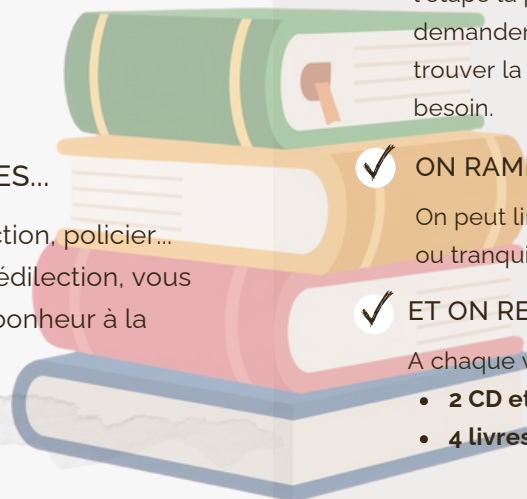 ES...
ction, policier...
édilection, vous
bonheur à la
demander
trouver la
besoin.
ON RAM
On peut li
ou tranqui
ET ON RE
A chaque v
• 2 CD et
• 4 livres